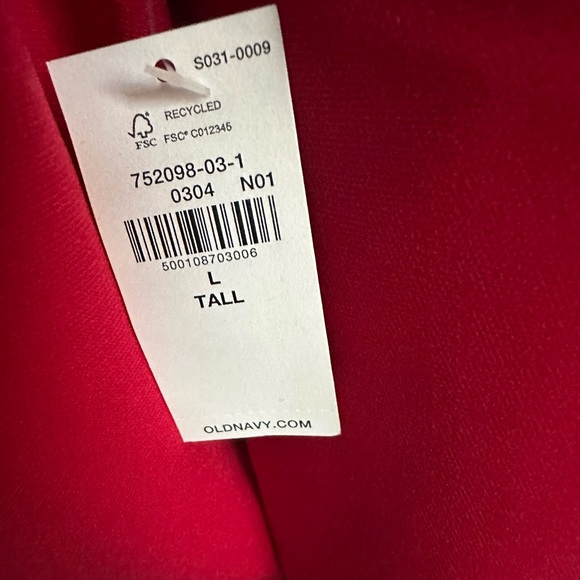 S031-0009
RECYCLED
FSC FSC® C012345
752098-03-1
0304 N01
500108703006
L
TALL
OLDNAVY.COM